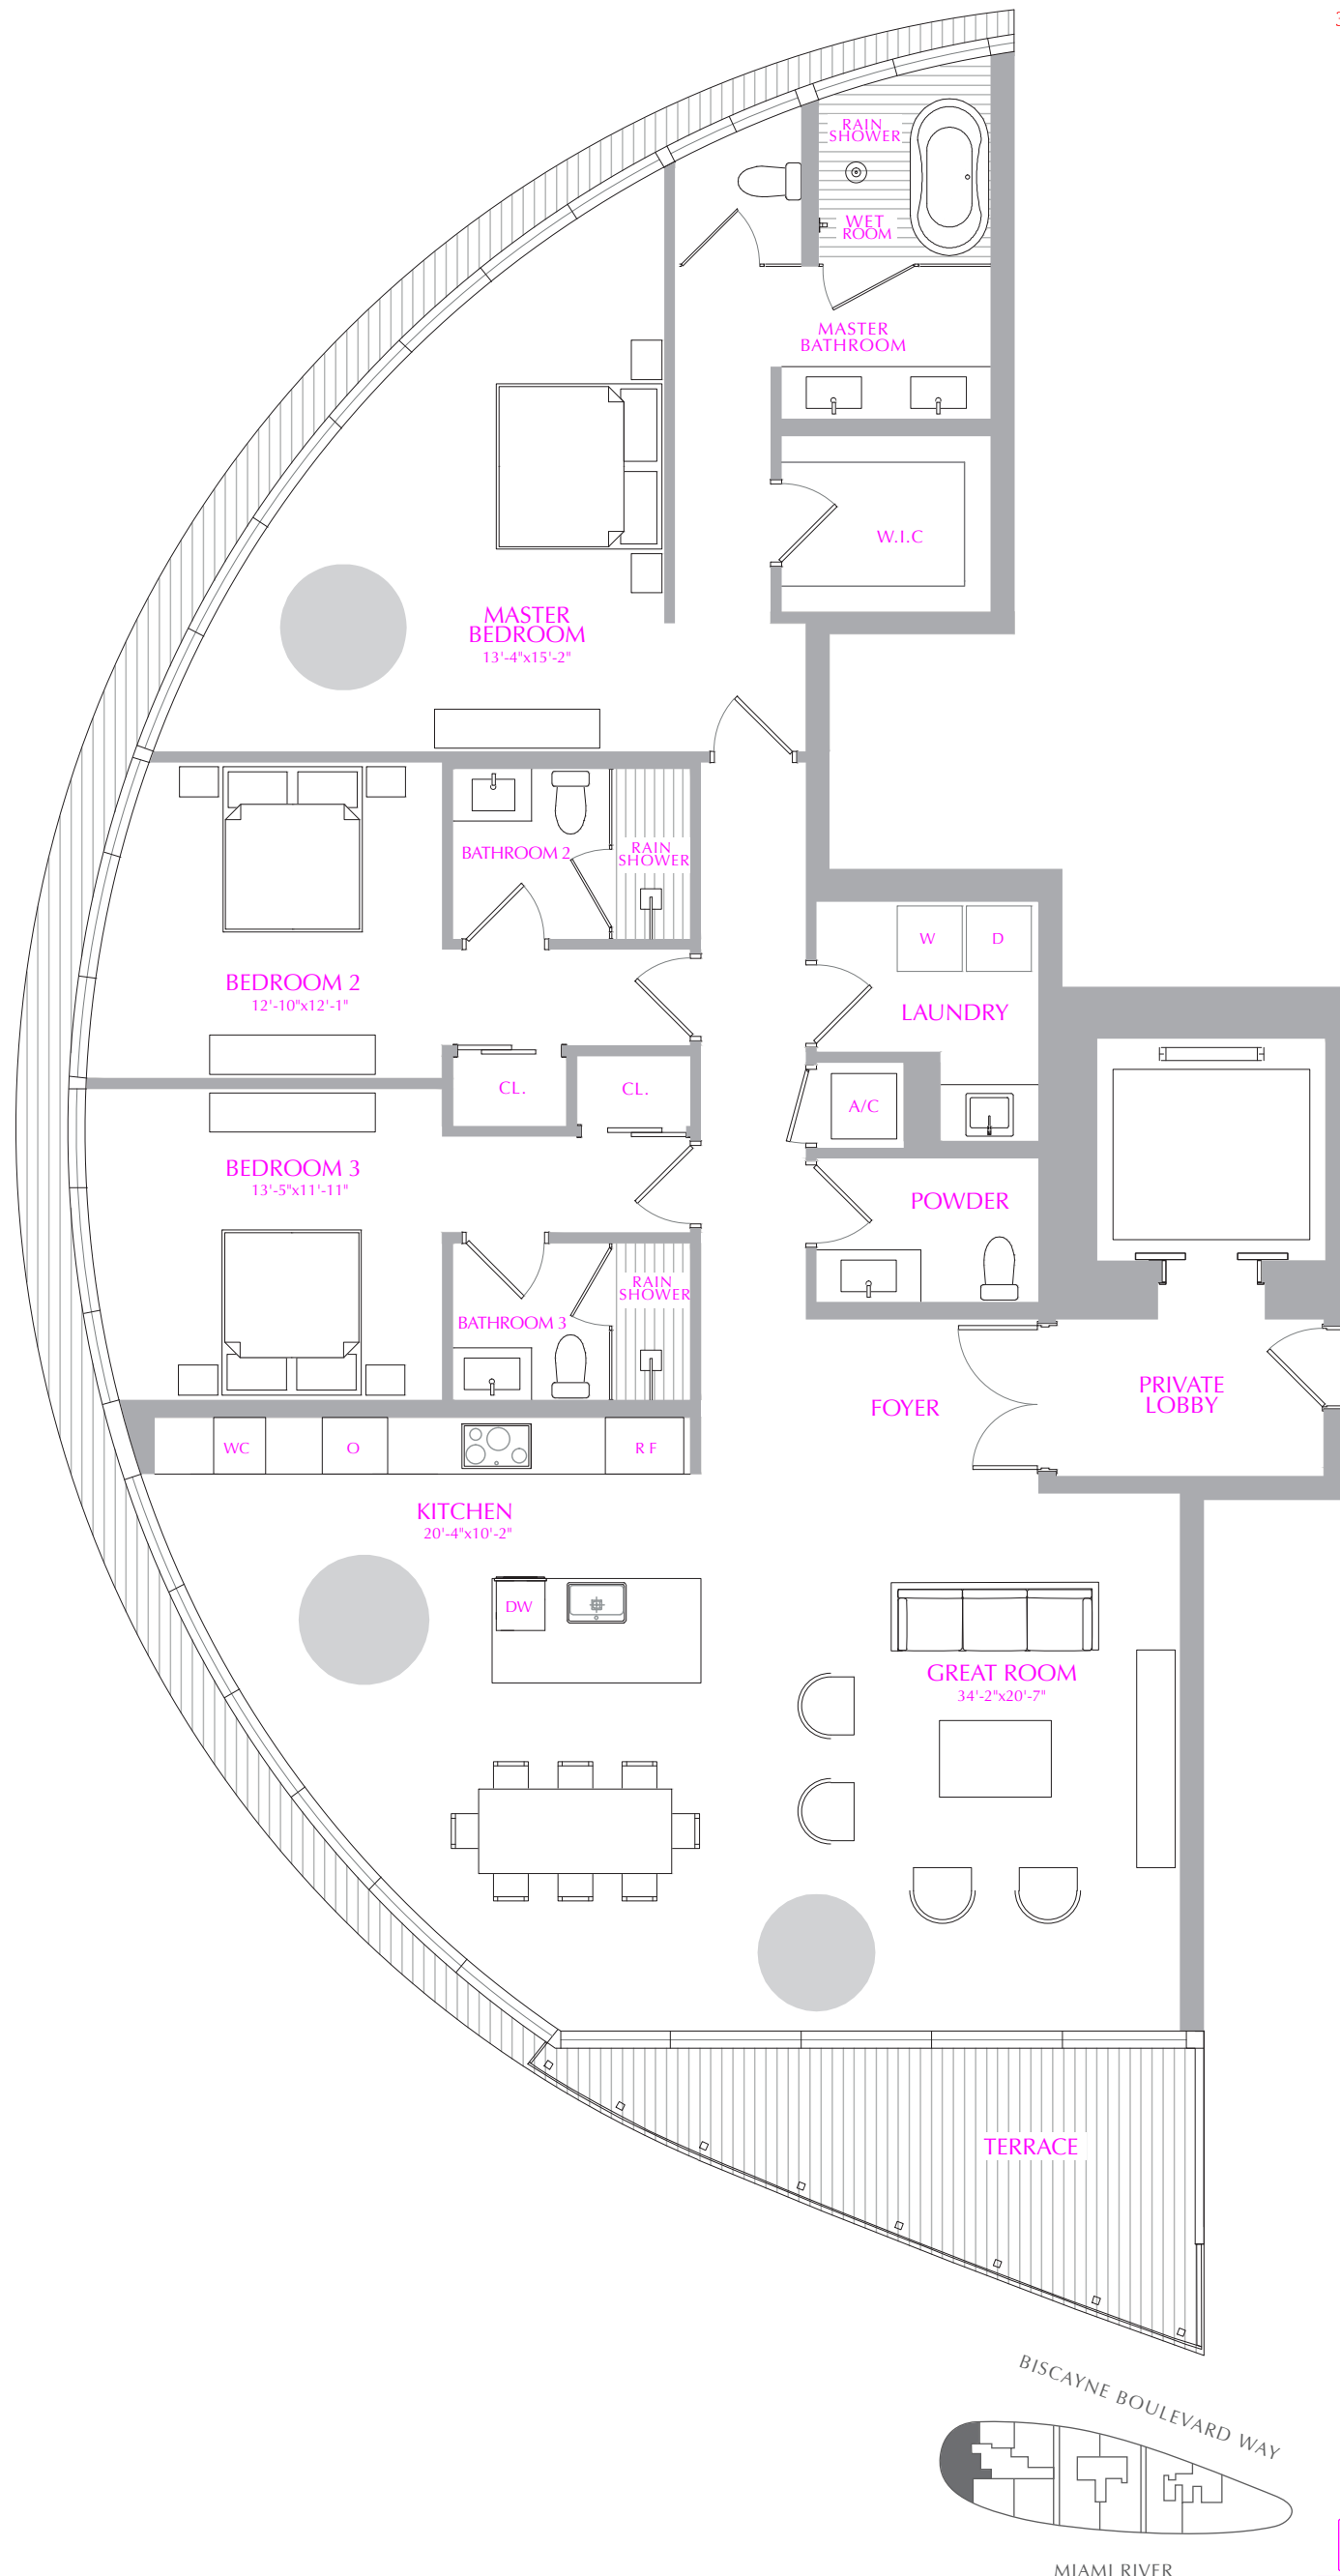 3
RAIN
SHOWER
WET
ROOM
MASTER
BATHROOM
W.I.C
MASTER
BEDROOM
13'-4"x15'-2"
BATHROOM 2
RAIN
SHOWER
W
D
BEDROOM 2
12'-10"x12'-1"
LAUNDRY
CL.
CL.
A/C
BEDROOM 3
13'-5"x11'-11"
POWDER
RAIN
SHOWER
BATHROOM 3
PRIVATE
LOBBY
FOYER
WC
O
R F
KITCHEN
20'-4"x10'-2"
DW
GREAT ROOM
34'-2"x20'-7"
TERRACE
BISCAYNE BOULEVARD WAY
MIAMI RIVER